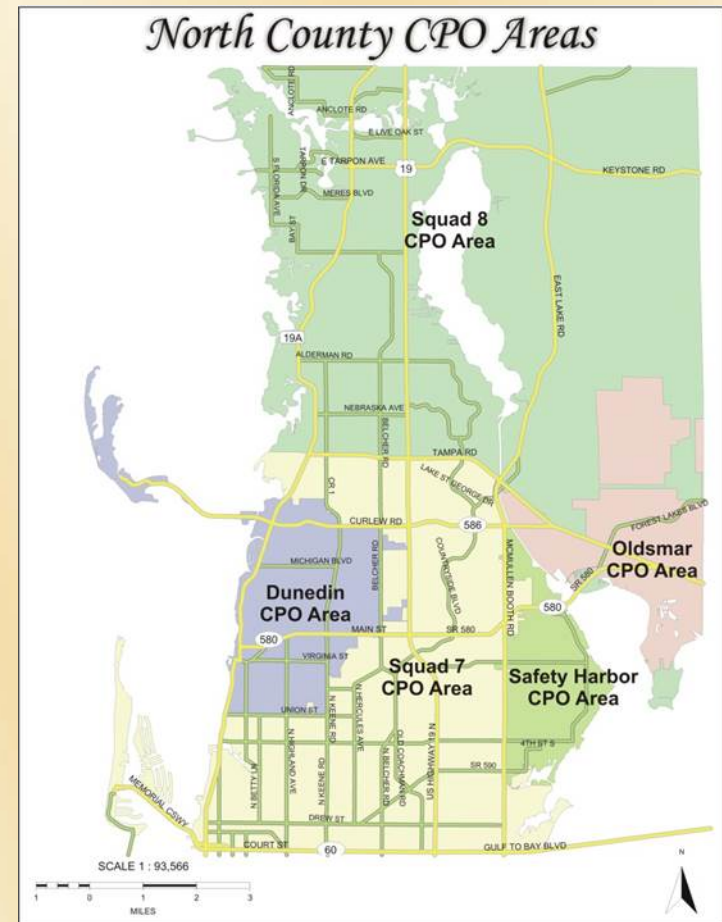 North County CPO Areas
ANCLOTE RD
ANCLOTE RD
E LIVE OAK ST
E TARPON AVE
19
KEYSTONE RD
S FLORIDA AVE
TARPON DR
MERES BLVD
BAY ST
Squad 8
CPO Area
EAST LAKE RD
19A
ALDERMAN RD
NEBRASKA AVE
BELCHER RD
TAMPA RD
LAKE ST GEORGE DR
CR 1
CURLEW RD
586
FOREST LAKES BLVD
MICHIGAN BLVD
BELCHER RD
COUNTRYSIDE BLVD
MCMULLEN BOOTH RD
Oldsmar
CPO Area
SR 580
Dunedin
CPO Area
580
580
MAIN ST
SR 580
VIRGINIA ST
Squad 7
CPO Area
Safety Harbor
CPO Area
UNION ST
N KEENE RD
N HERCULES AVE
N BETTY LN
HIGHLAND AVE
N KEENE RD
N BELCHER RD
OLD COACHMAN RD
US HIGHWAY 19 N
4TH ST S
SR 590
MEMORIAL CSWY
DREW ST
COURT ST
60
GULF TO BAY BLVD
SCALE 1 : 93,566
1 0 1 2 3
MILES
N